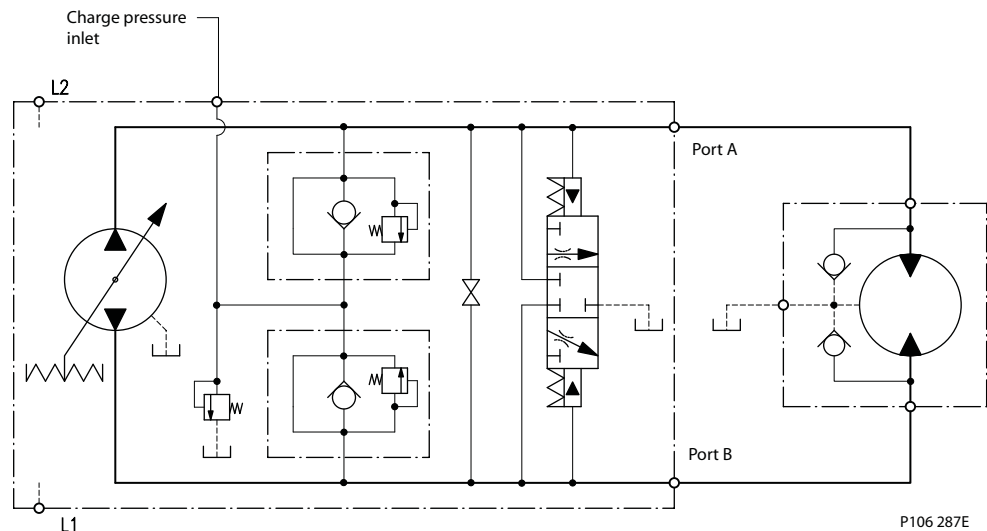 Charge pressure
inlet
L2
Port A
Port B
L1
P106 287E